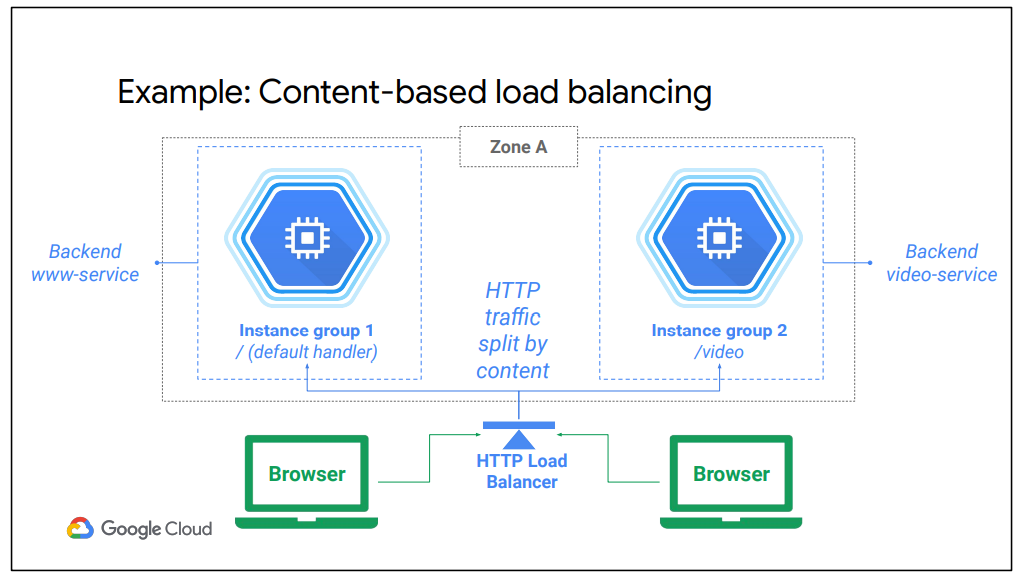 Example: Content-based load balancing
Zone A
Backend
www-service
Instance group 1
/ (default handler)
HTTP
traffic
split by
content
Instance group 2
/video
Backend
video-service
Browser
HTTP Load
Balancer
Browser
Google Cloud